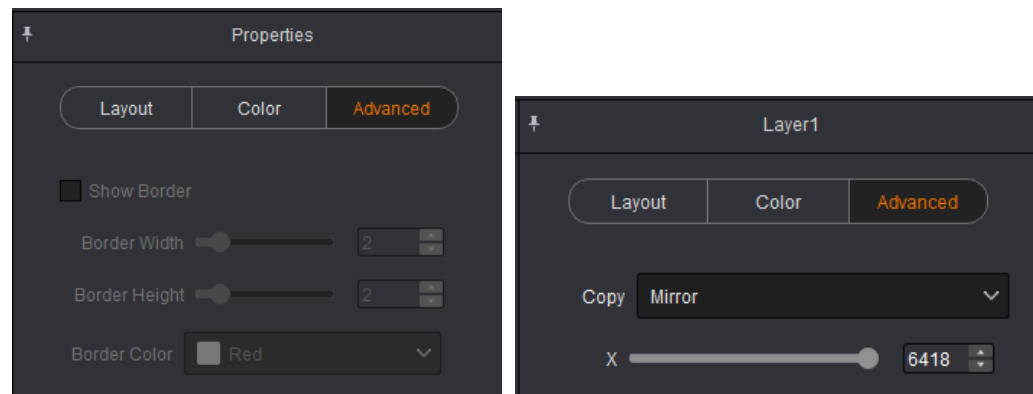 Properties
Layout Color Advanced
Show Border
Border Width 2
Border Height 2
Border Color Red
Layer1
Layout Color Advanced
Copy Mirror
X 6418